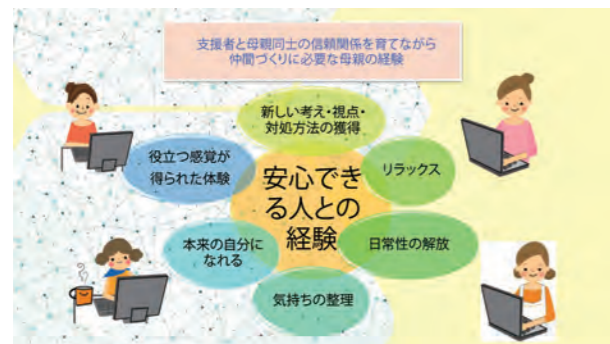 支援者と母親同士の信頼関係を育てながら
仲間づくりに必要な母親の経験
新しい考え・視点・
対処方法の獲得
役立つ感覚が
得られた体験
リラックス
安心でき
る人との
経験
本来の自分に
なれる
日常性の解放
気持ちの整理